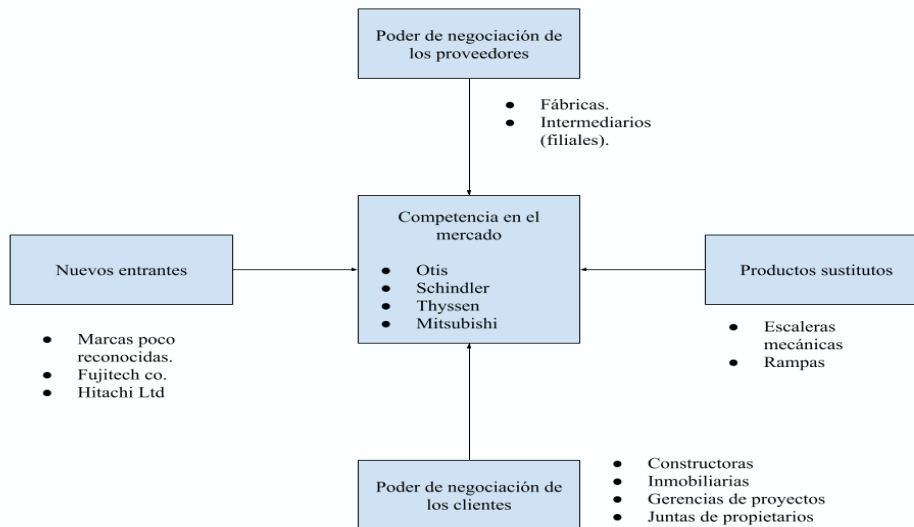 Poder de negociación de
los proveedores
Fábricas.
Intermediarios
(filiales).
Competencia en el
mercado
Otis
Schindler
Thyssen
Mitsubishi
Nuevos entrantes
Marcas poco
reconocidas.
Fujitech co.
Hitachi Ltd
Productos sustitutos
Escaleras
mecánicas
Rampas
Poder de negociación de
los clientes
Constructoras
Inmobiliarias
Gerencias de proyectos
Juntas de propietarios